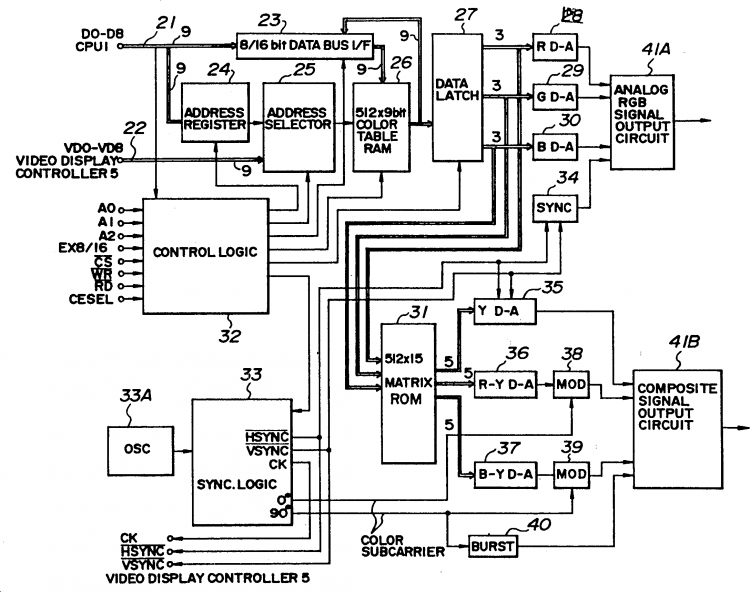 DO-D8
CPU1
21
9
9
23
8/16 bit DATA BUS I/F
9
9
24
ADDRESS
REGISTER
25
ADDRESS
SELECTOR
26
512x9bit
COLOR
TABLE
RAM
27
DATA
LATCH
3
3
3
28
R D-A
29
G D-A
30
B D-A
41A
ANALOG
RGB
SIGNAL
OUTPUT
CIRCUIT
VDO-VD8
VIDEO DISPLAY
CONTROLLER 5
22
9
34
SYNC
A0
A1
A2
EX8/16
CS
WR
RD
CESEL
CONTROL LOGIC
32
31
512x15
MATRIX
ROM
5
5
5
35
Y D-A
36
R-Y D-A
37
B-Y D-A
38
MOD
39
MOD
41B
COMPOSITE
SIGNAL
OUTPUT
CIRCUIT
33A
OSC
33
HSYNC
VSYNC
CK
SYNC. LOGIC
0°
90°
COLOR
SUBCARRIER
40
BURST
CK
HSYNC
VSYNC
VIDEO DISPLAY CONTROLLER 5